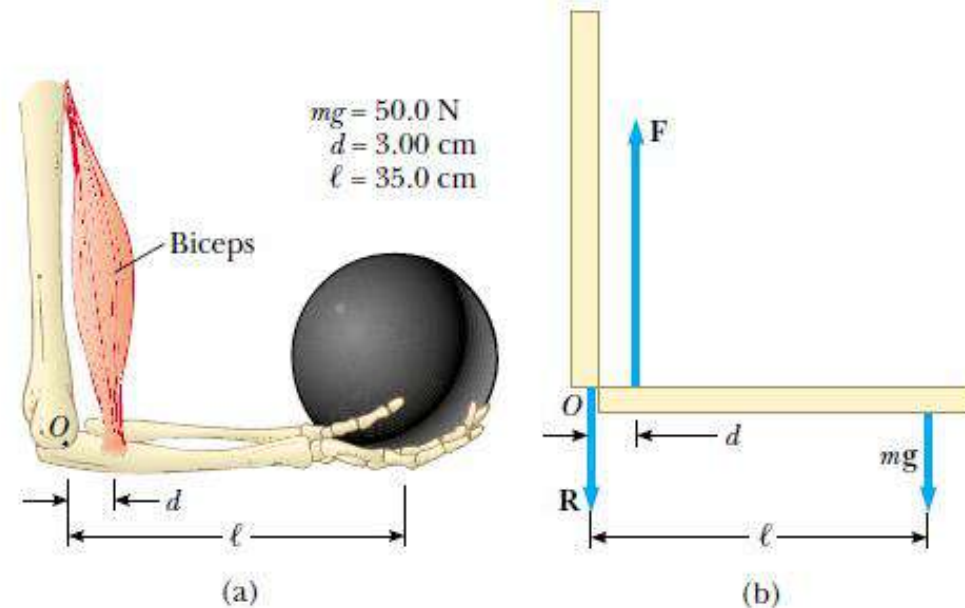 mg = 50.0 N
d = 3.00 cm
ℓ = 35.0 cm
Biceps
O
d
ℓ
(a)
F
O
d
mg
R
ℓ
(b)